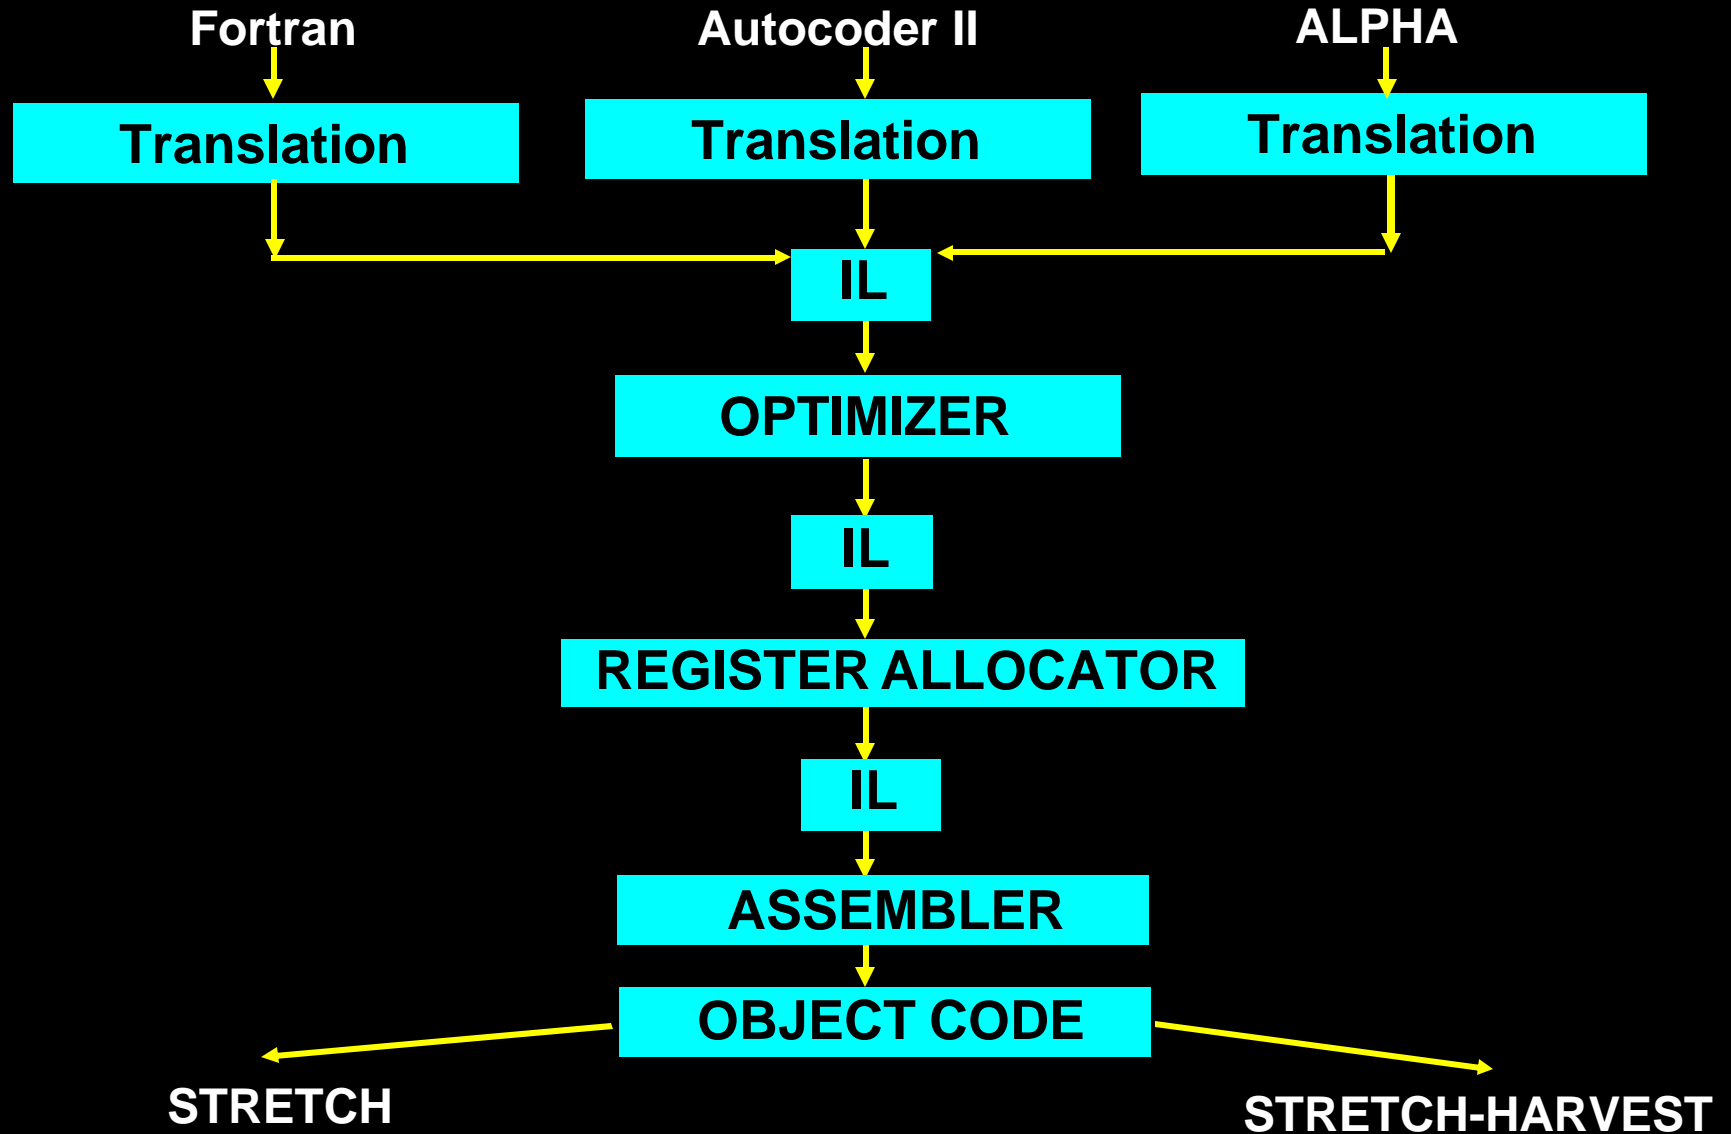 Fortran
Autocoder II
ALPHA
Translation
Translation
Translation
IL
OPTIMIZER
IL
REGISTER ALLOCATOR
IL
ASSEMBLER
OBJECT CODE
STRETCH
STRETCH-HARVEST